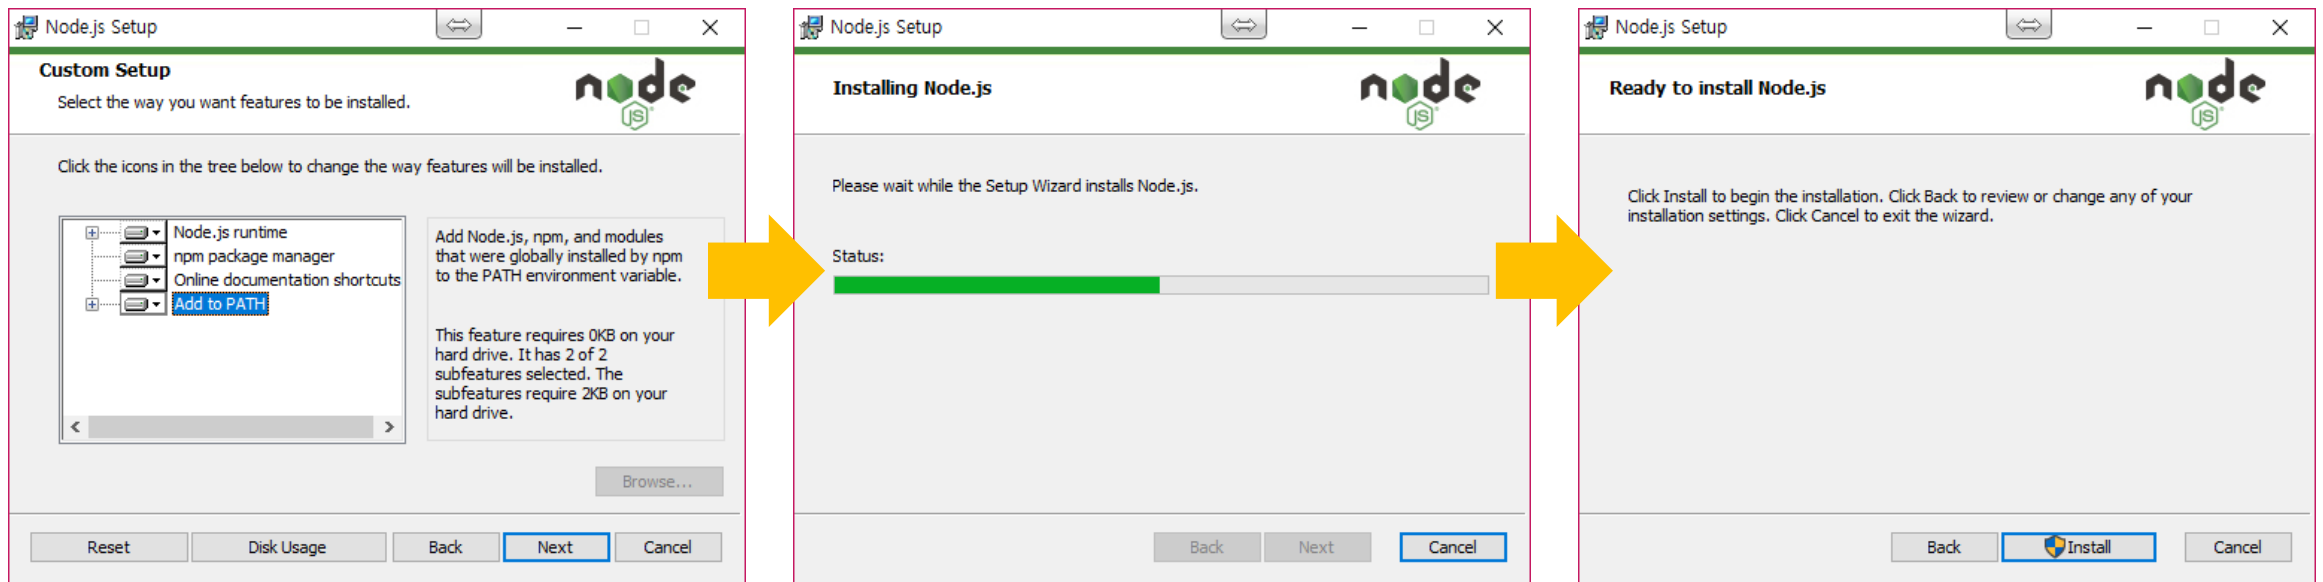 Node.js Setup
Custom Setup
Select the way you want features to be installed.
node
JS
Click the icons in the tree below to change the way features will be installed.
Node.js runtime
npm package manager
Online documentation shortcuts
Add to PATH
Add Node.js, npm, and modules
that were globally installed by npm
to the PATH environment variable.
This feature requires 0KB on your
hard drive. It has 2 of 2
subfeatures selected. The
subfeatures require 2KB on your
hard drive.
Browse...
Reset
Disk Usage
Back
Next
Cancel
Node.js Setup
Installing Node.js
node
JS
Please wait while the Setup Wizard installs Node.js.
Status:
Back
Next
Cancel
Node.js Setup
Ready to install Node.js
node
JS
Click Install to begin the installation. Click Back to review or change any of your
installation settings. Click Cancel to exit the wizard.
Back
Install
Cancel